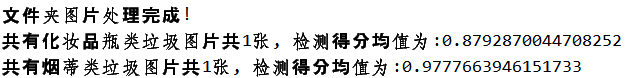 文件夹图片处理完成！
共有化妆品瓶类垃圾图片共1张，检测得分均值为:0.8792870044708252
共有烟蒂类垃圾图片共1张，检测得分均值为:0.9777663946151733